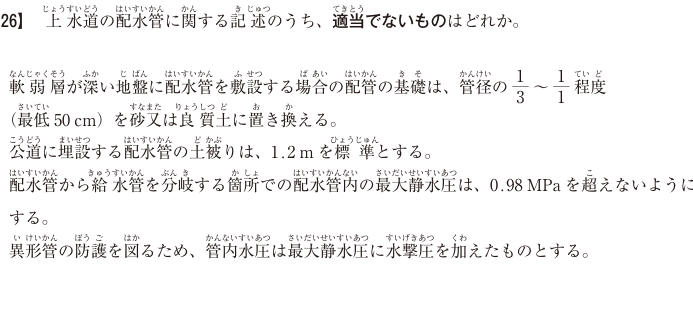 26】 上水道の配水管に関する記述のうち、適当でないものはどれか。
軟弱層が深い地盤に配水管を敷設する場合の配管の基礎は、管径の 1/3 ～ 1/1 程度
（最低 50 cm）を砂又は良質土に置き換える。
公道に埋設する配水管の土被りは、1.2 m を標準とする。
配水管から給水管を分岐する箇所での配水管内の最大静水圧は、0.98 MPa を超えないように
する。
異形管の防護を図るため、管内水圧は最大静水圧に水撃圧を加えたものとする。